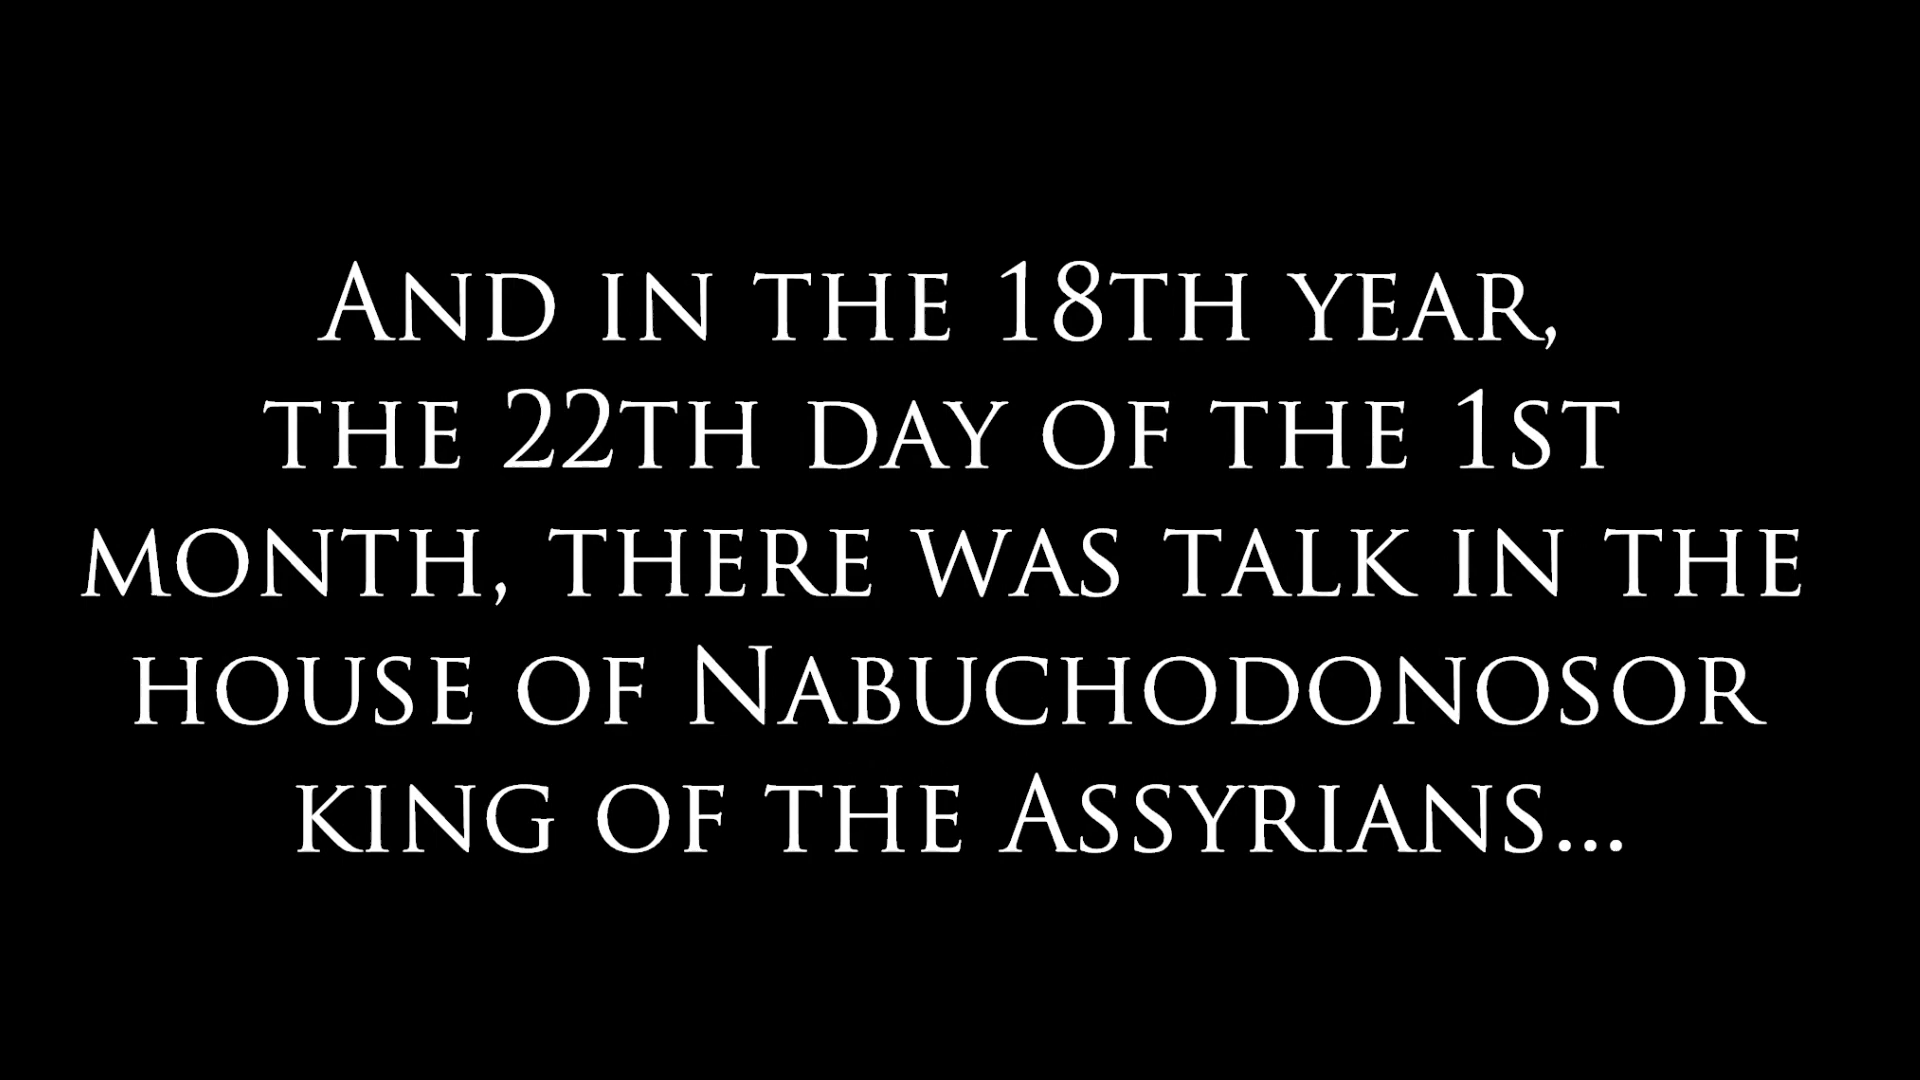 And in the 18th year,
the 22th day of the 1st
month, there was talk in the
house of Nabuchodonosor
king of the Assyrians...